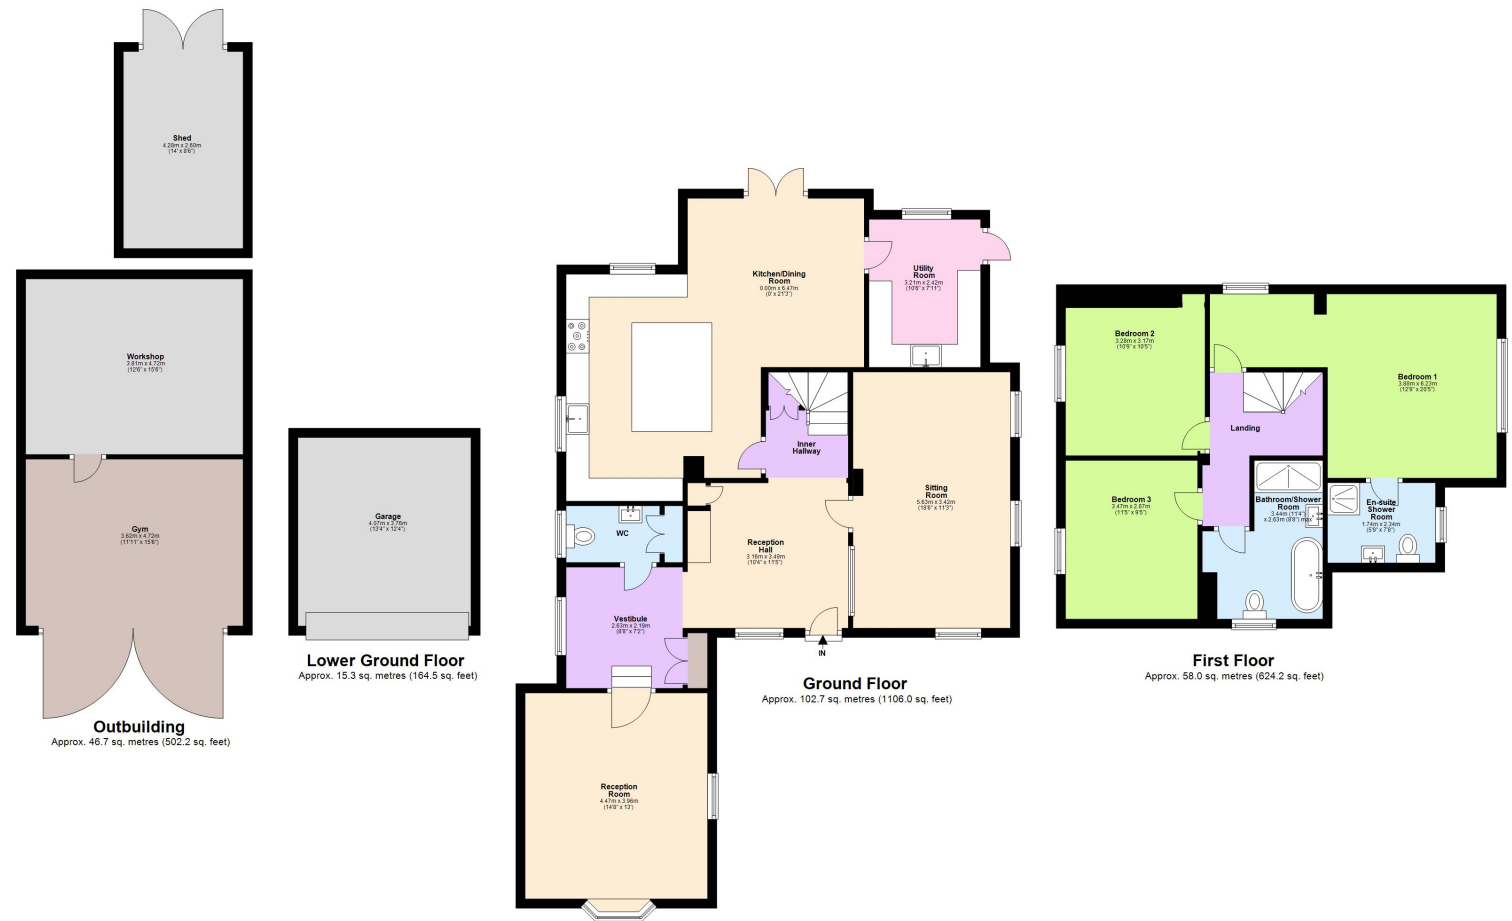 Shed
4.28m x 2.60m
(14' x 8'6")
Workshop
3.81m x 4.72m
(12'6" x 15'6")
Gym
3.62m x 4.72m
(11'11" x 15'6")
Outbuilding
Approx. 46.7 sq. metres (502.2 sq. feet)
Garage
4.07m x 3.76m
(13'4" x 12'4")
Lower Ground Floor
Approx. 15.3 sq. metres (164.5 sq. feet)
Kitchen/Dining
Room
0.00m x 6.47m
(0' x 21'3")
Utility
Room
3.21m x 2.42m
(10'6" x 7'11")
Inner
Hallway
Sitting
Room
5.63m x 3.42m
(18'6" x 11'3")
WC
Reception
Hall
3.16m x 3.49m
(10'4" x 11'5")
Vestibule
2.63m x 2.19m
(8'8" x 7'2")
IN
Reception
Room
4.47m x 3.96m
(14'8" x 13')
Ground Floor
Approx. 102.7 sq. metres (1106.0 sq. feet)
Bedroom 2
3.28m x 3.17m
(10'9" x 10'5")
Bedroom 1
3.88m x 6.23m
(12'9" x 20'5")
Landing
Bedroom 3
3.47m x 2.87m
(11'5" x 9'5")
Bathroom/Shower
Room
3.44m (11'4")
x 2.63m (8'8") max
En-suite
Shower
Room
1.74m x 2.34m
(5'9" x 7'8")
First Floor
Approx. 58.0 sq. metres (624.2 sq. feet)